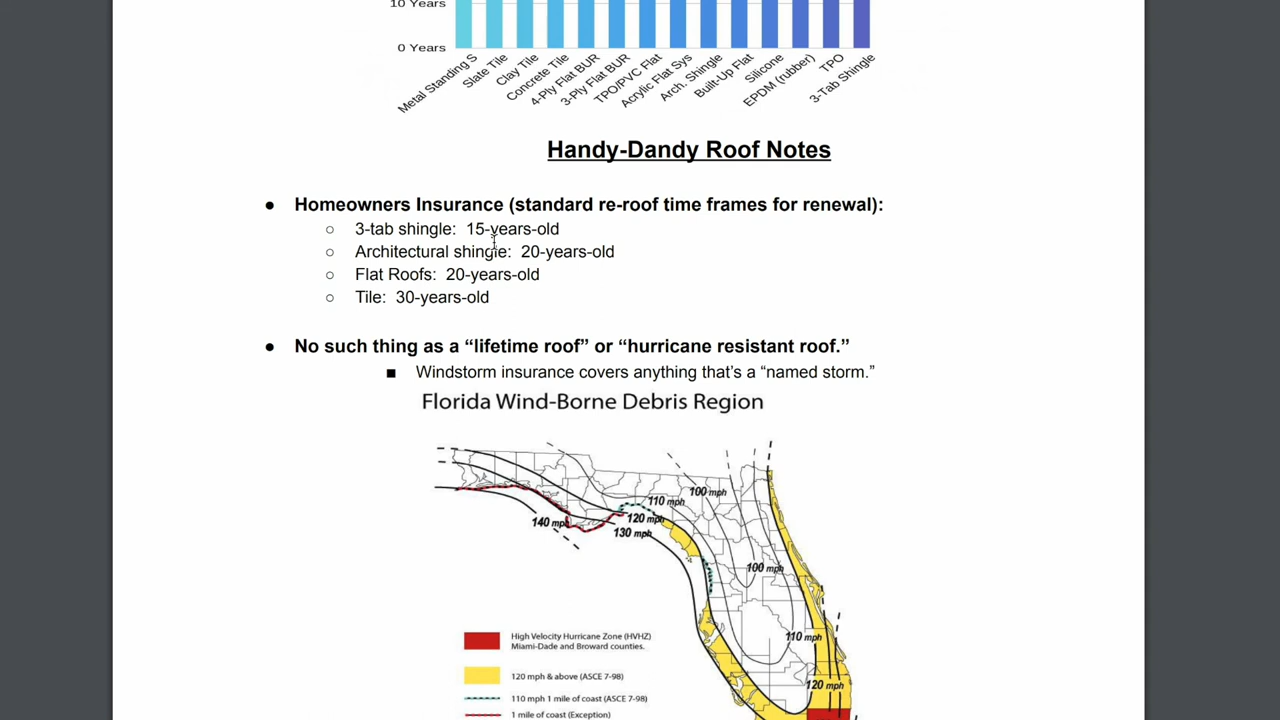 10 Years
0 Years
Metal Standing S
Slate Tile
Clay Tile
Concrete Tile
4-Ply Flat BUR
3-Ply Flat BUR
TPO/PVC Flat
Acrylic Flat Sys
Arch. Shingle
Built-Up Flat
Silicone
EPDM (rubber)
TPO
3-Tab Shingle
Handy-Dandy Roof Notes
● Homeowners Insurance (standard re-roof time frames for renewal):
○ 3-tab shingle: 15-years-old
○ Architectural shingle: 20-years-old
○ Flat Roofs: 20-years-old
○ Tile: 30-years-old
● No such thing as a “lifetime roof” or “hurricane resistant roof.”
■ Windstorm insurance covers anything that’s a “named storm.”
Florida Wind-Borne Debris Region
100 mph
110 mph
120 mph
140 mph
130 mph
100 mph
110 mph
120 mph
High Velocity Hurricane Zone (HVHZ)
Miami-Dade and Broward counties.
120 mph & above (ASCE 7-98)
110 mph 1 mile of coast (ASCE 7-98)
1 mile of coast (Exception)